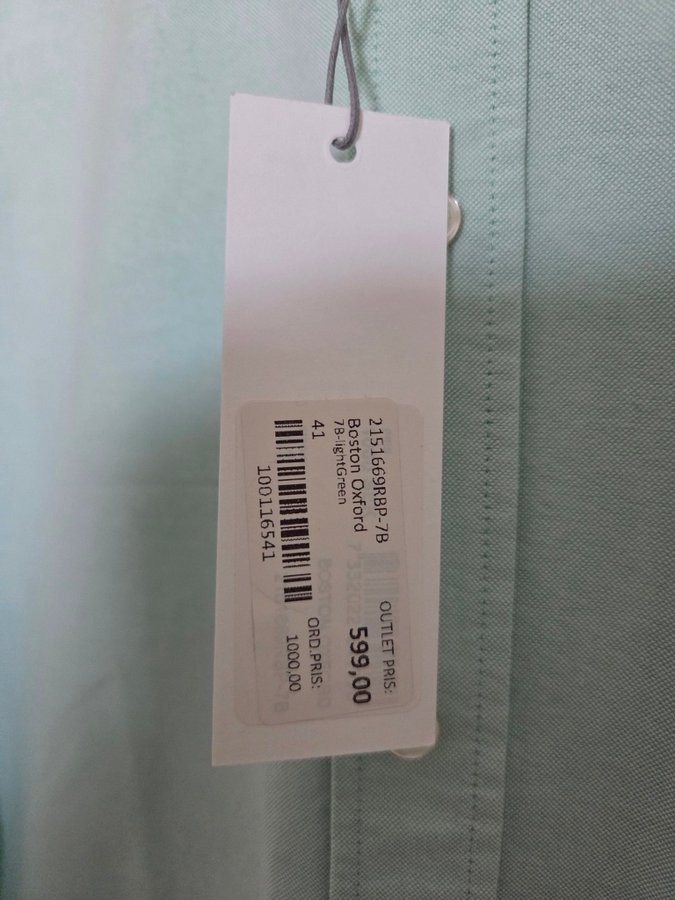 2151669RBP-7B
Boston Oxford
7B-lightGreen
41
100116541
OUTLET PRIS:
599,00
ORD.PRIS:
1000,00